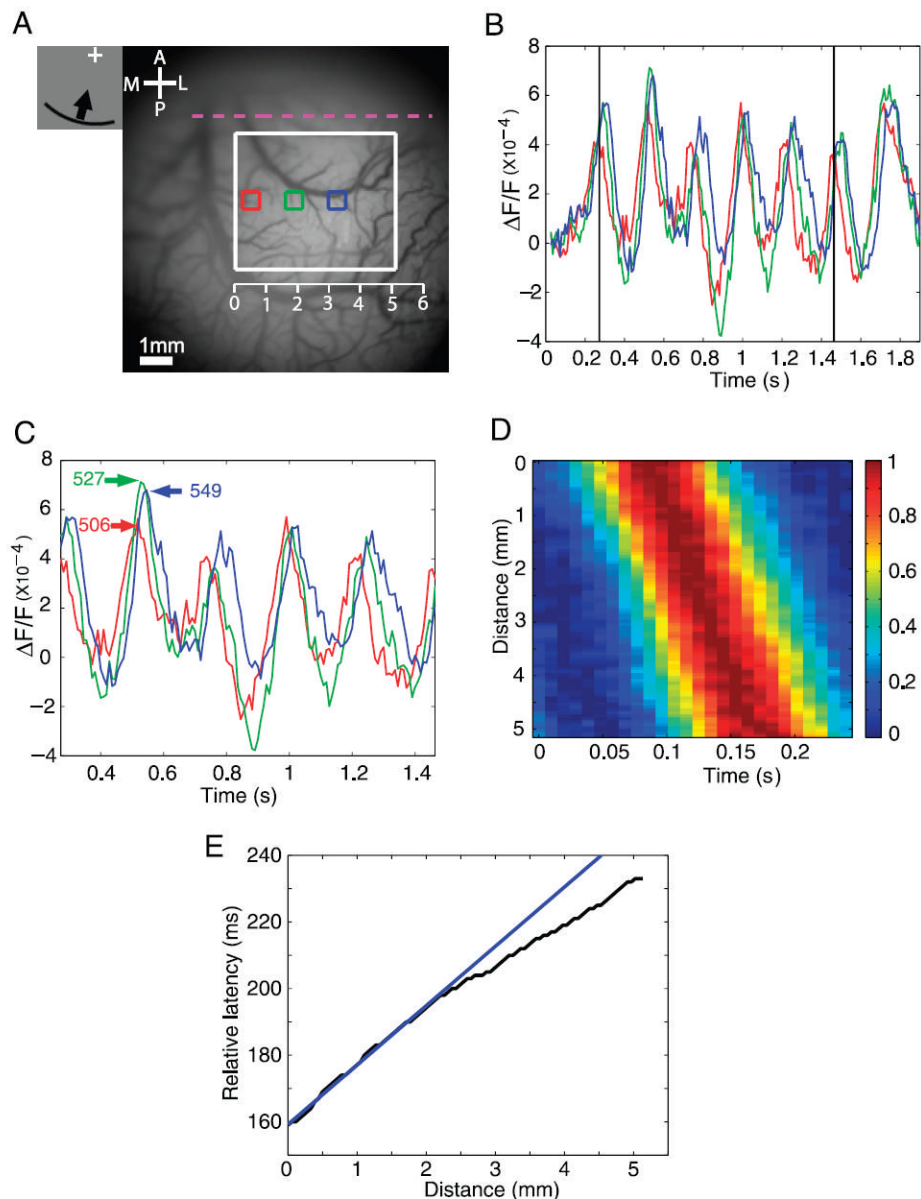 A
A
M L
P
0 1 2 3 4 5 6
1mm
B
ΔF/F (X10⁻⁴)
8
6
4
2
0
−2
−4
0 0.2 0.4 0.6 0.8 1 1.2 1.4 1.6 1.8
Time (s)
C
ΔF/F (X10⁻⁴)
8
6
4
2
0
−2
−4
527
549
506
0.4 0.6 0.8 1 1.2 1.4
Time (s)
D
Distance (mm)
0
1
2
3
4
5
0 0.05 0.1 0.15 0.2
Time (s)
1
0.8
0.6
0.4
0.2
0
E
Relative latency (ms)
240
220
200
180
160
0 1 2 3 4 5
Distance (mm)